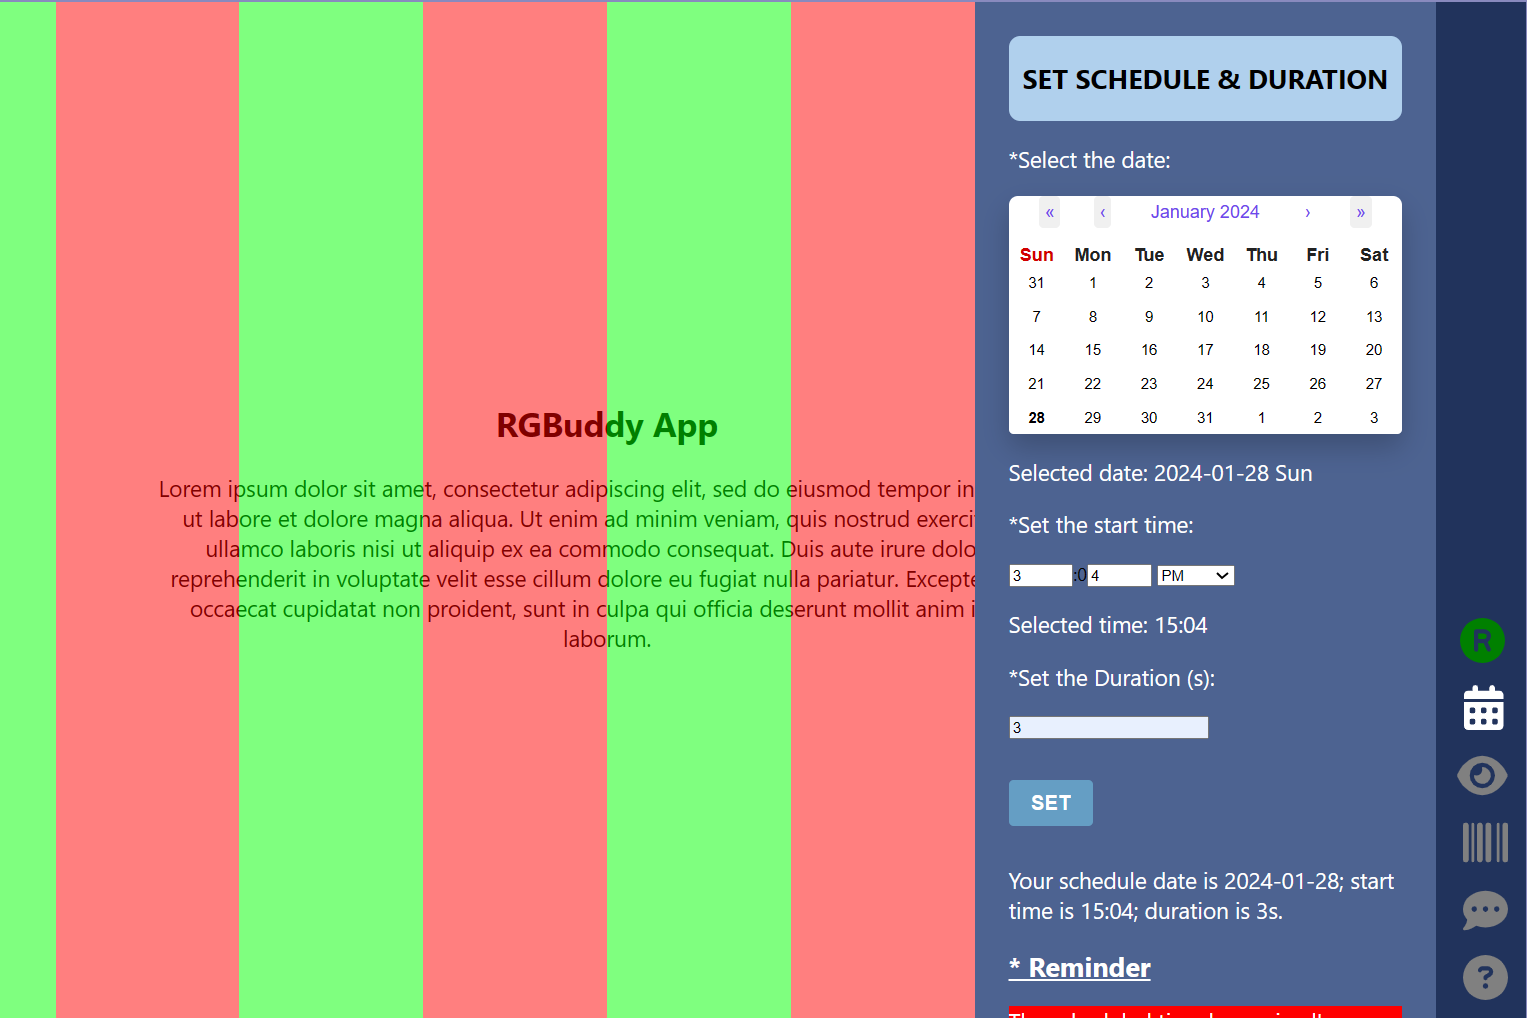 RGBuddy App
Lorem ipsum dolor sit amet, consectetur adipiscing elit, sed do eiusmod tempor in
ut labore et dolore magna aliqua. Ut enim ad minim veniam, quis nostrud exerci
ullamco laboris nisi ut aliquip ex ea commodo consequat. Duis aute irure dolo
reprehenderit in voluptate velit esse cillum dolore eu fugiat nulla pariatur. Excepte
occaecat cupidatat non proident, sunt in culpa qui officia deserunt mollit anim i
laborum.
SET SCHEDULE & DURATION
*Select the date:
« ‹ January 2024 › »
Sun Mon Tue Wed Thu Fri Sat
31 1 2 3 4 5 6
7 8 9 10 11 12 13
14 15 16 17 18 19 20
21 22 23 24 25 26 27
28 29 30 31 1 2 3
Selected date: 2024-01-28 Sun
*Set the start time:
3 :0 4 PM
Selected time: 15:04
*Set the Duration (s):
3
SET
Your schedule date is 2024-01-28; start
time is 15:04; duration is 3s.
* Reminder
R
?